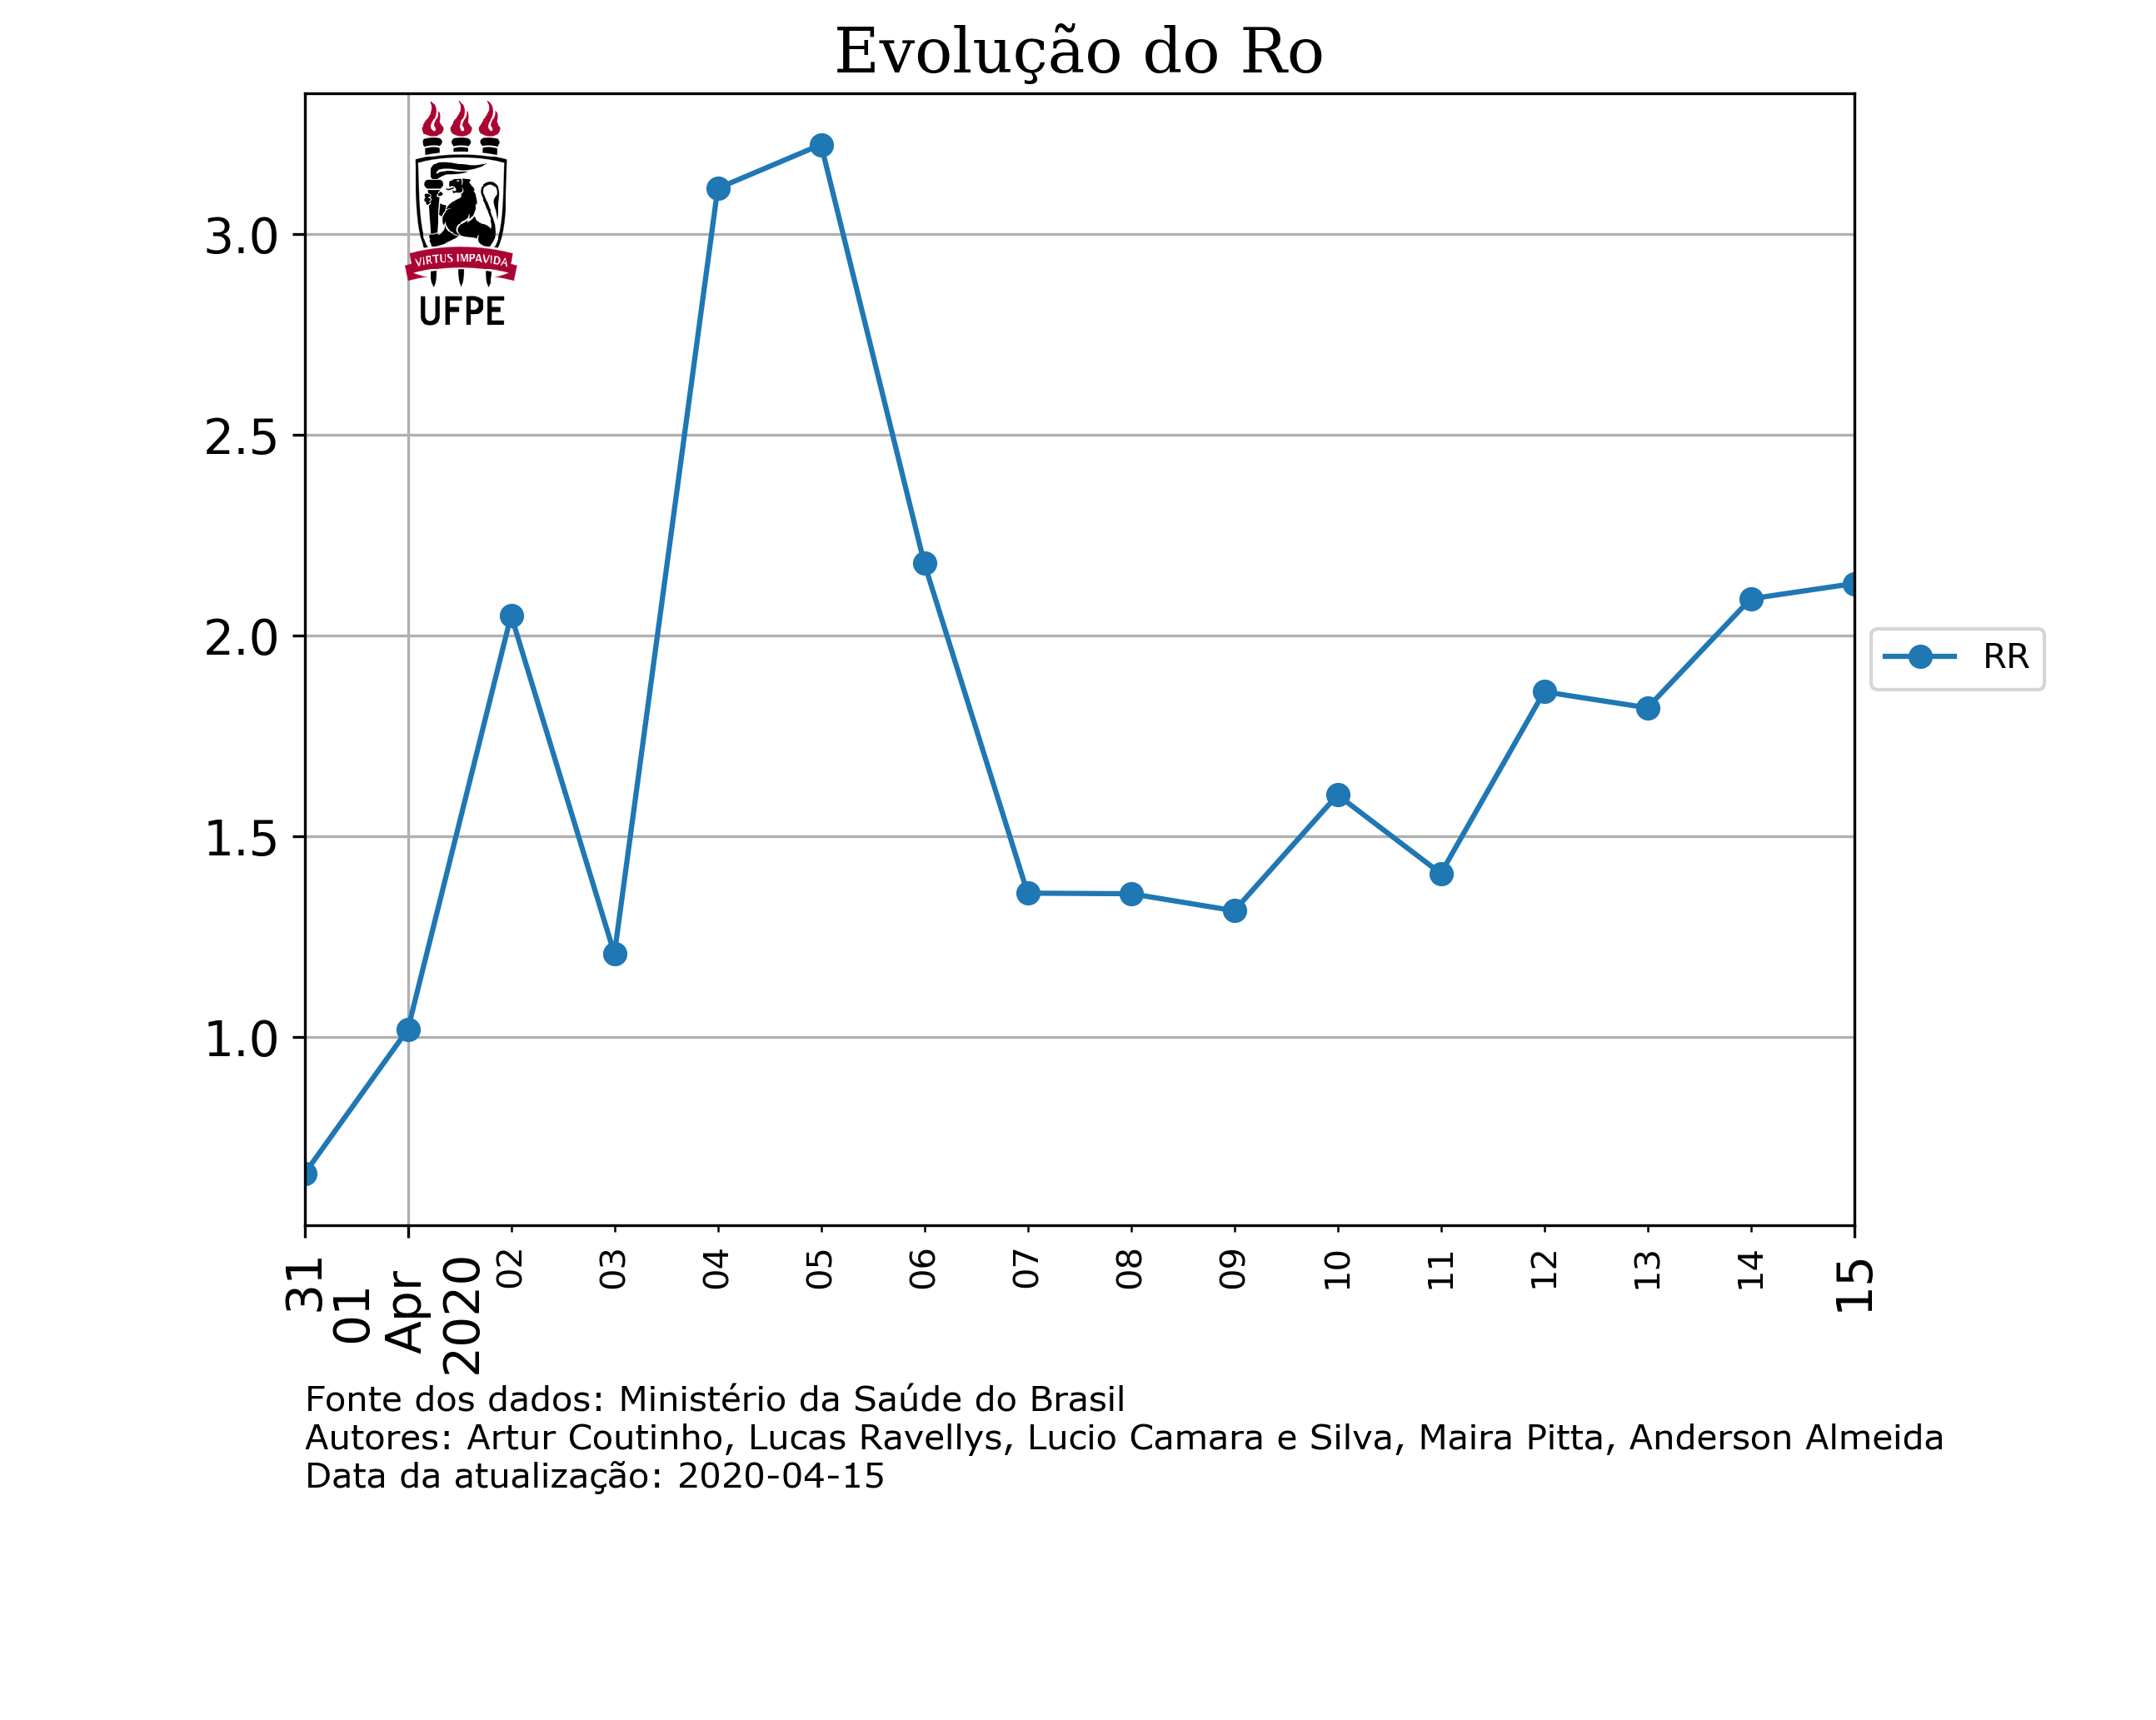 Evolução do Ro
VIRTUS IMPAVIDA
UFPE
3.0
2.5
2.0
1.5
1.0
RR
31
01
Apr
2020
02
03
04
05
06
07
08
09
10
11
12
13
14
15
Fonte dos dados: Ministério da Saúde do Brasil
Autores: Artur Coutinho, Lucas Ravellys, Lucio Camara e Silva, Maira Pitta, Anderson Almeida
Data da atualização: 2020-04-15